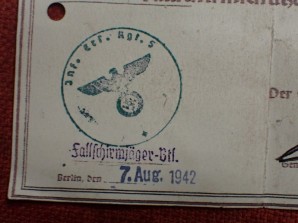 Inf. Ers. Rgt. 5
Der
Fallschirmjäger-Btl.
Berlin, den 7. Aug. 1942